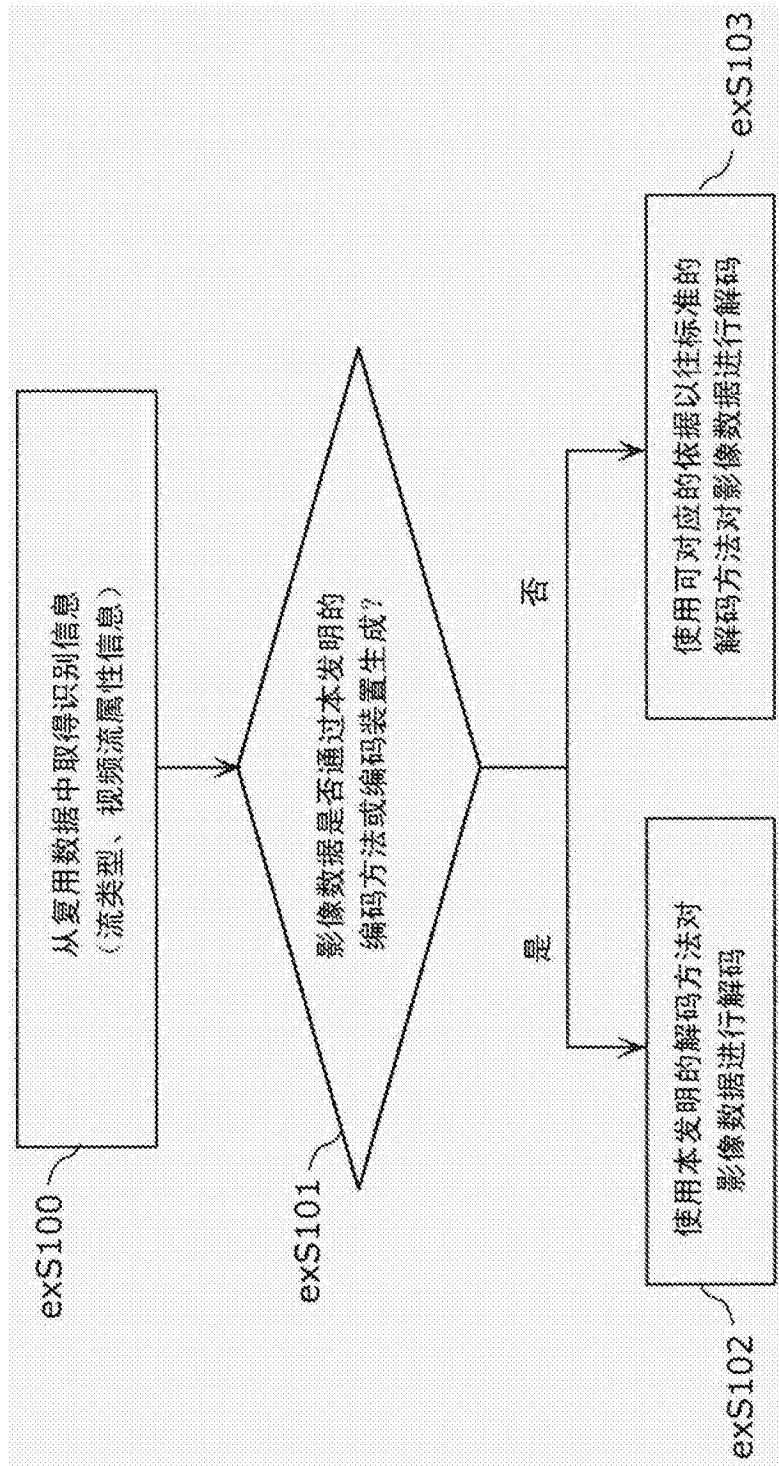 exS100
从复用数据中取得识别信息
（流类型、视频流属性信息）
exS101
影像数据是否通过本发明的
编码方法或编码装置生成？
是
否
exS102
使用本发明的解码方法对
影像数据进行解码
exS103
使用可对应的依据以往标准的
解码方法对影像数据进行解码